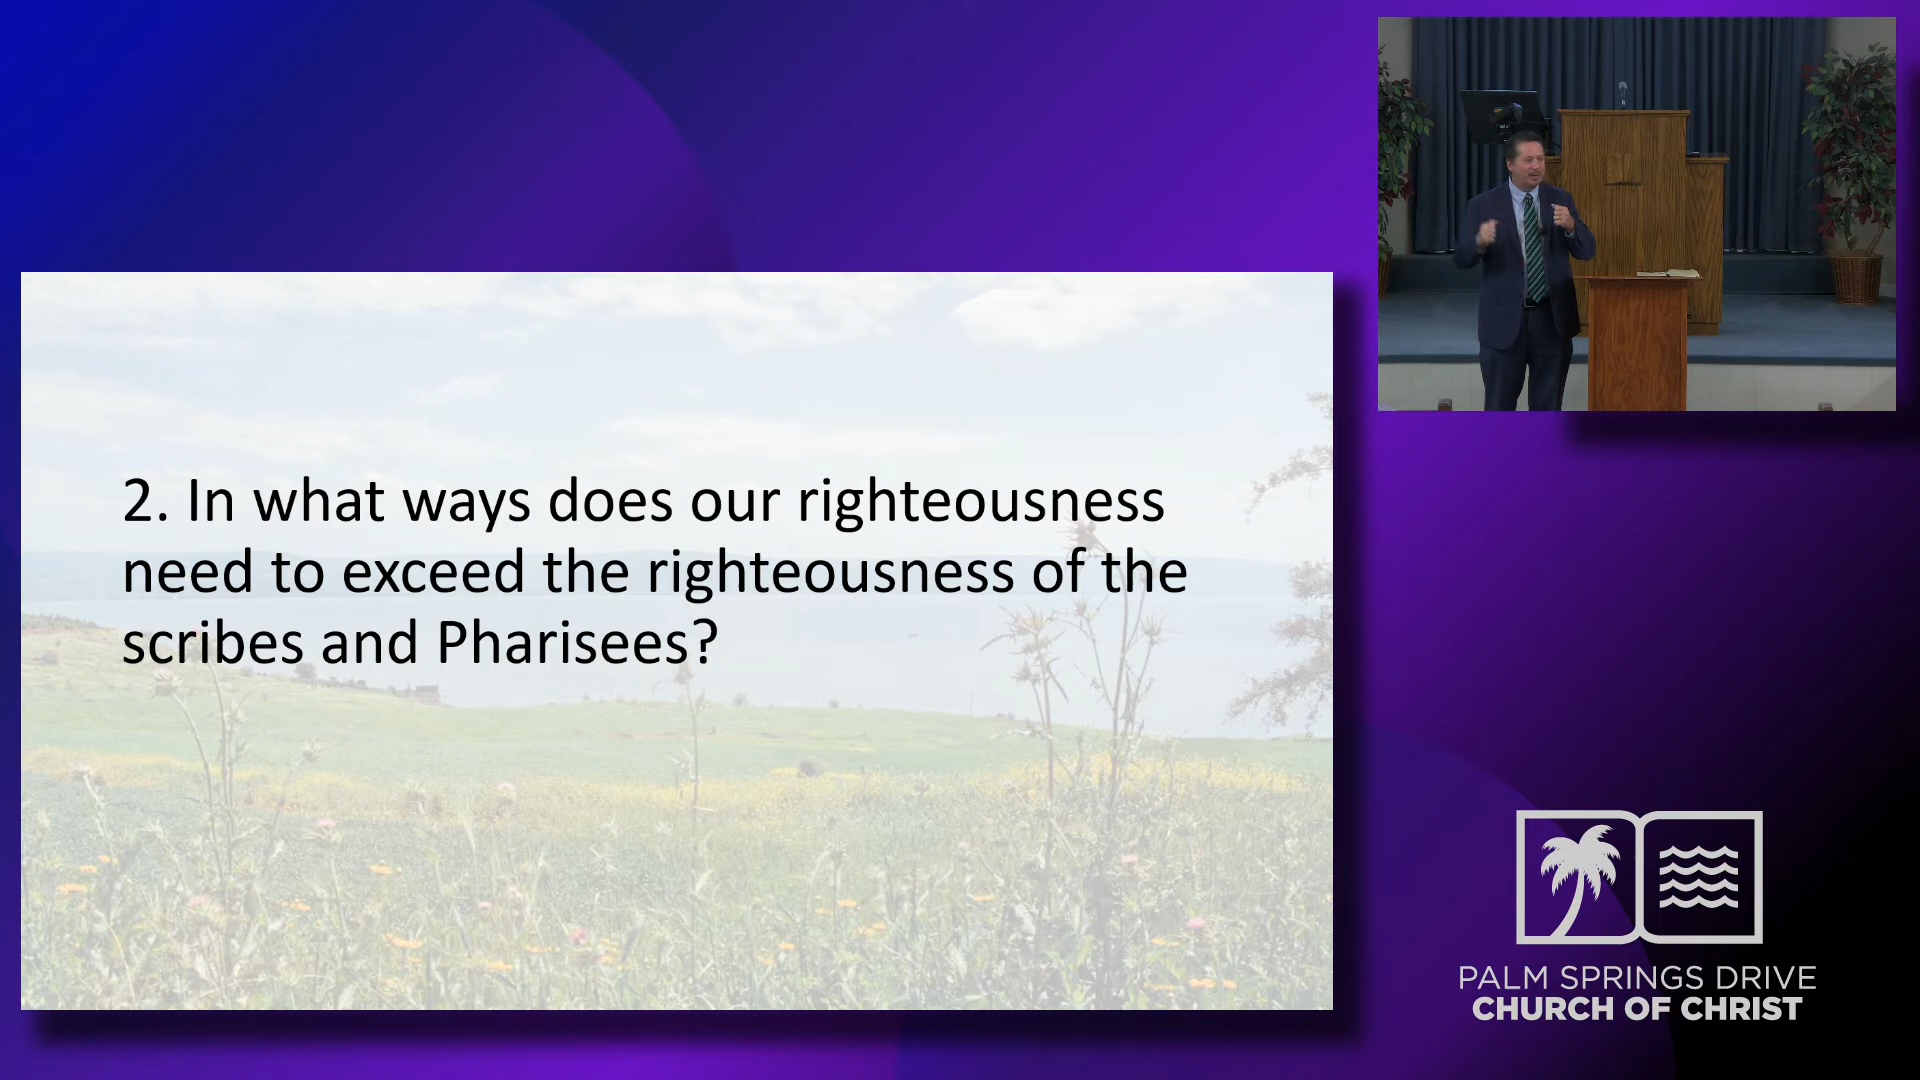 2. In what ways does our righteousness
need to exceed the righteousness of the
scribes and Pharisees?
PALM SPRINGS DRIVE
CHURCH OF CHRIST